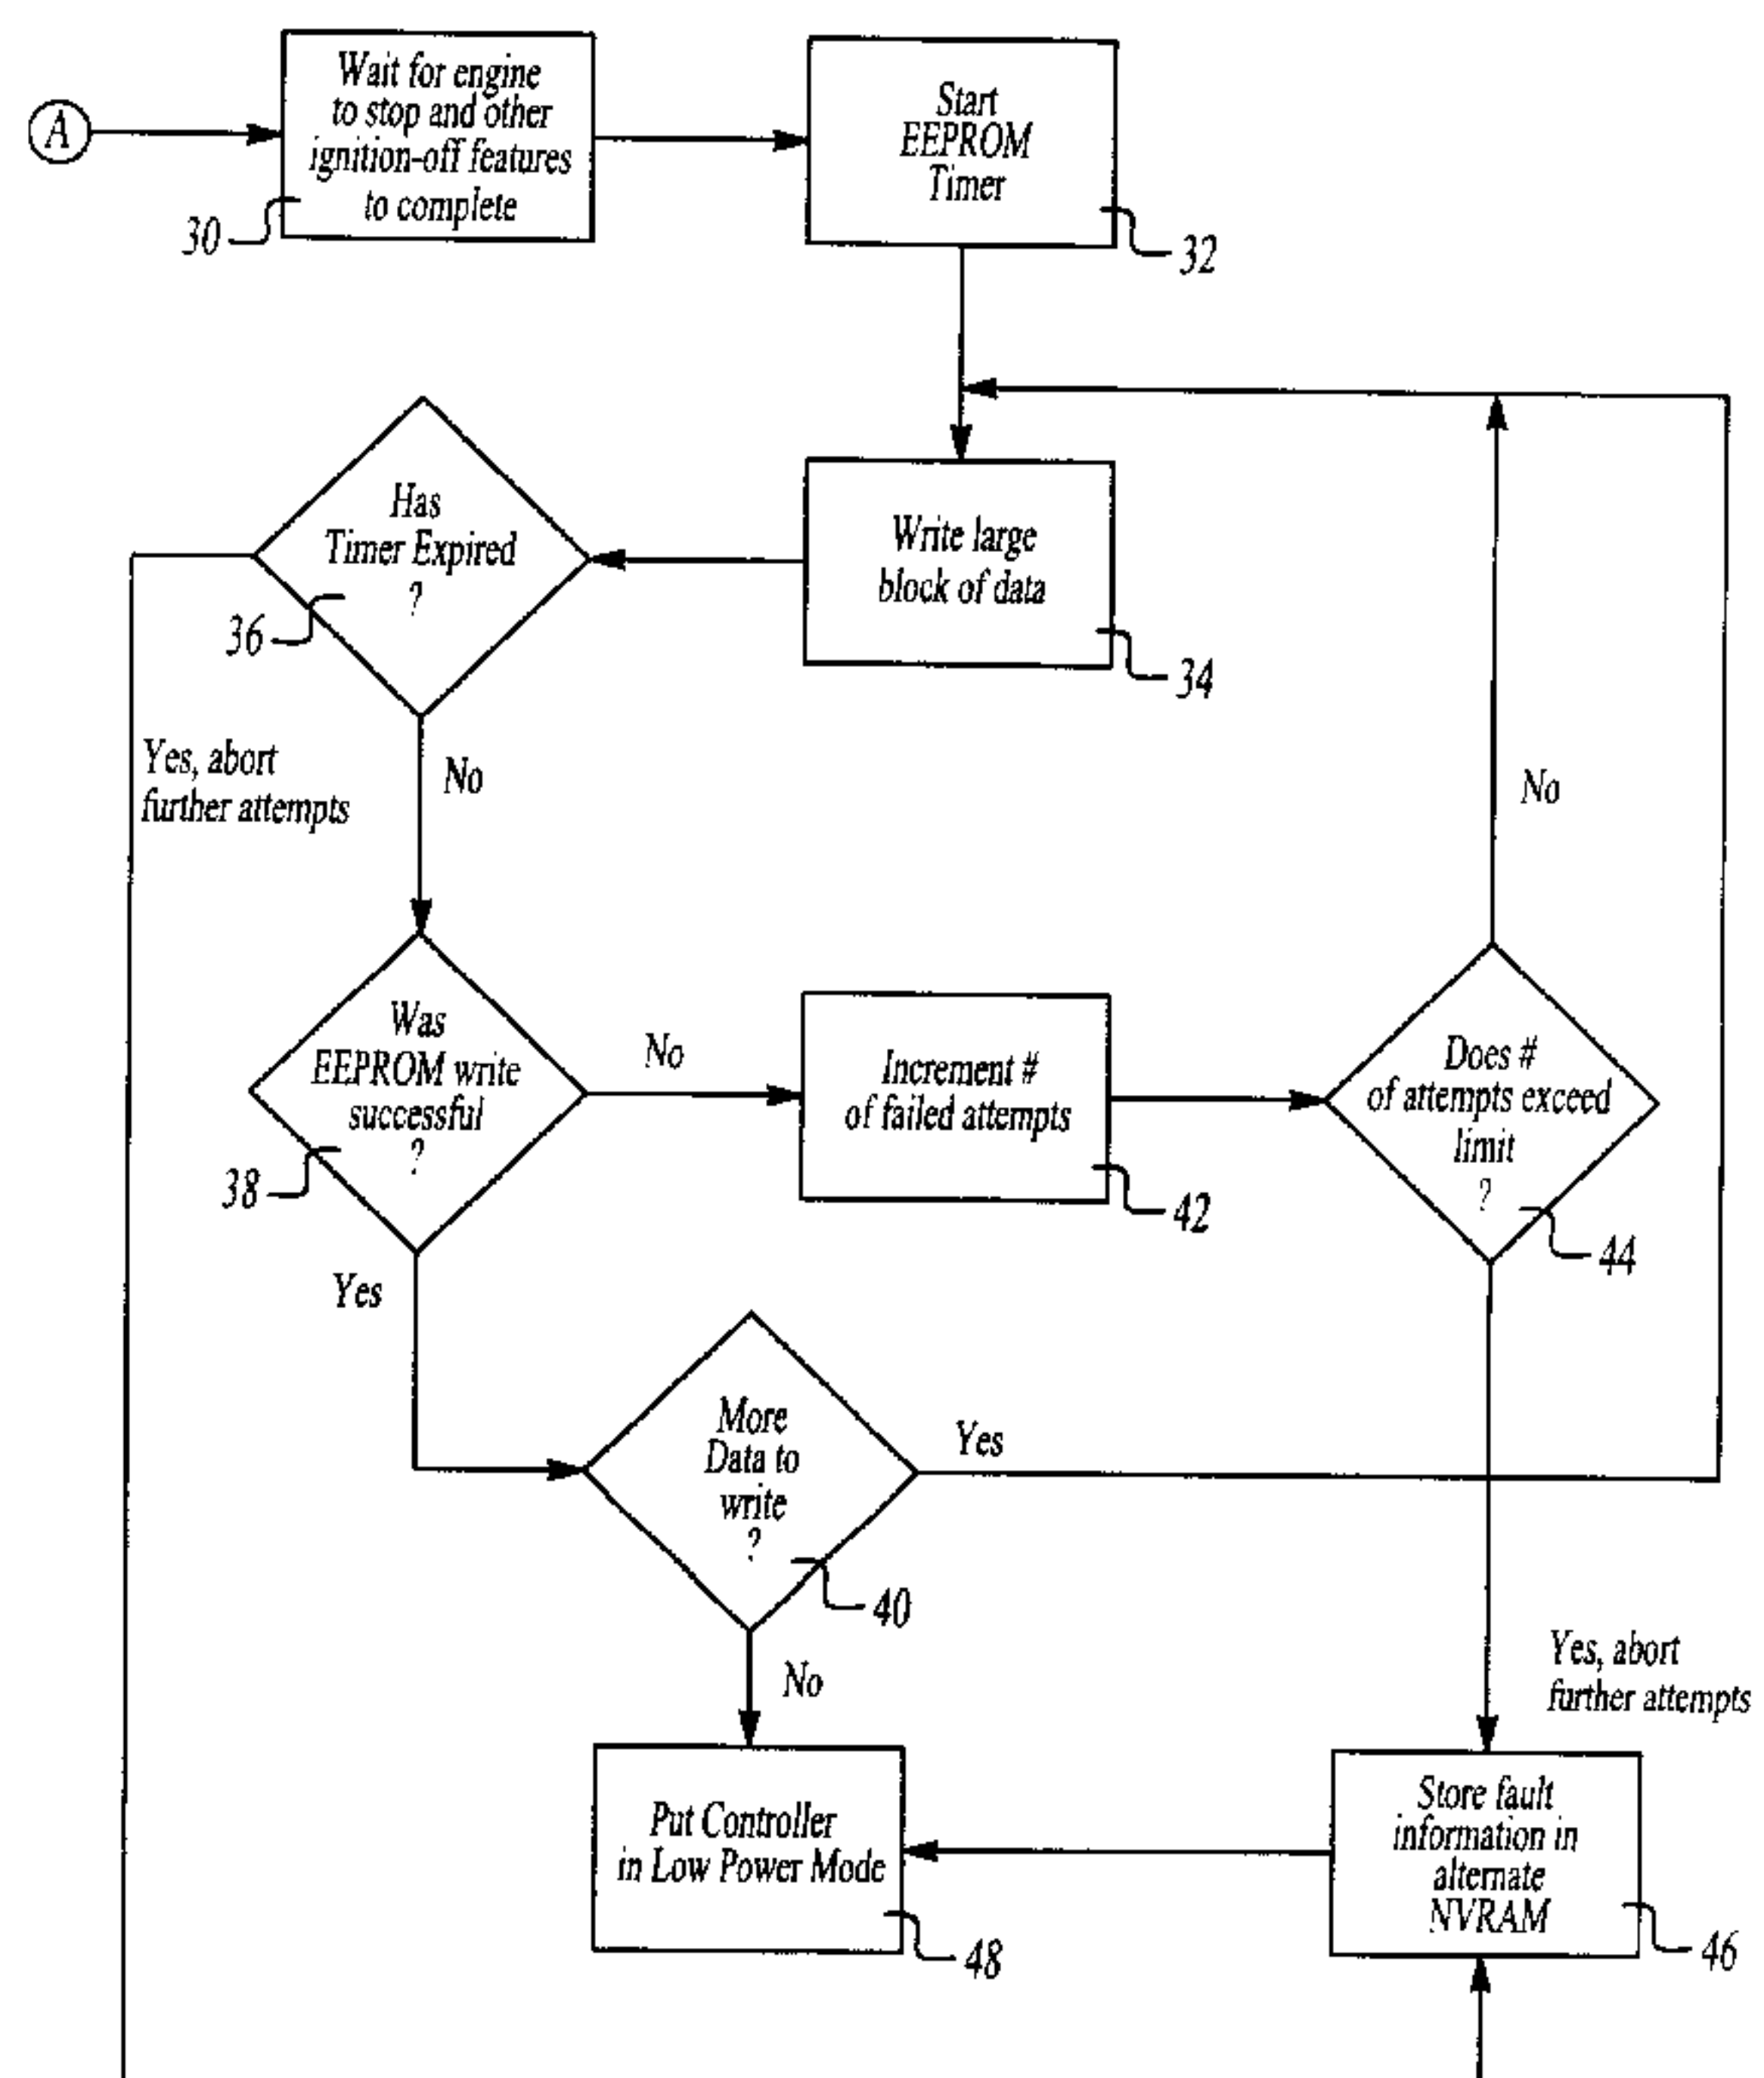 A
Wait for engine
to stop and other
ignition-off features
to complete
30
Start
EEPROM
Timer
32
Has
Timer Expired
?
36
Write large
block of data
34
Yes, abort
further attempts
No
No
Was
EEPROM write
successful
?
38
No
Increment #
of failed attempts
42
Does #
of attempts exceed
limit
?
44
Yes
More
Data to
write
?
40
Yes
No
Yes, abort
further attempts
Put Controller
in Low Power Mode
48
Store fault
information in
alternate
NVRAM
46